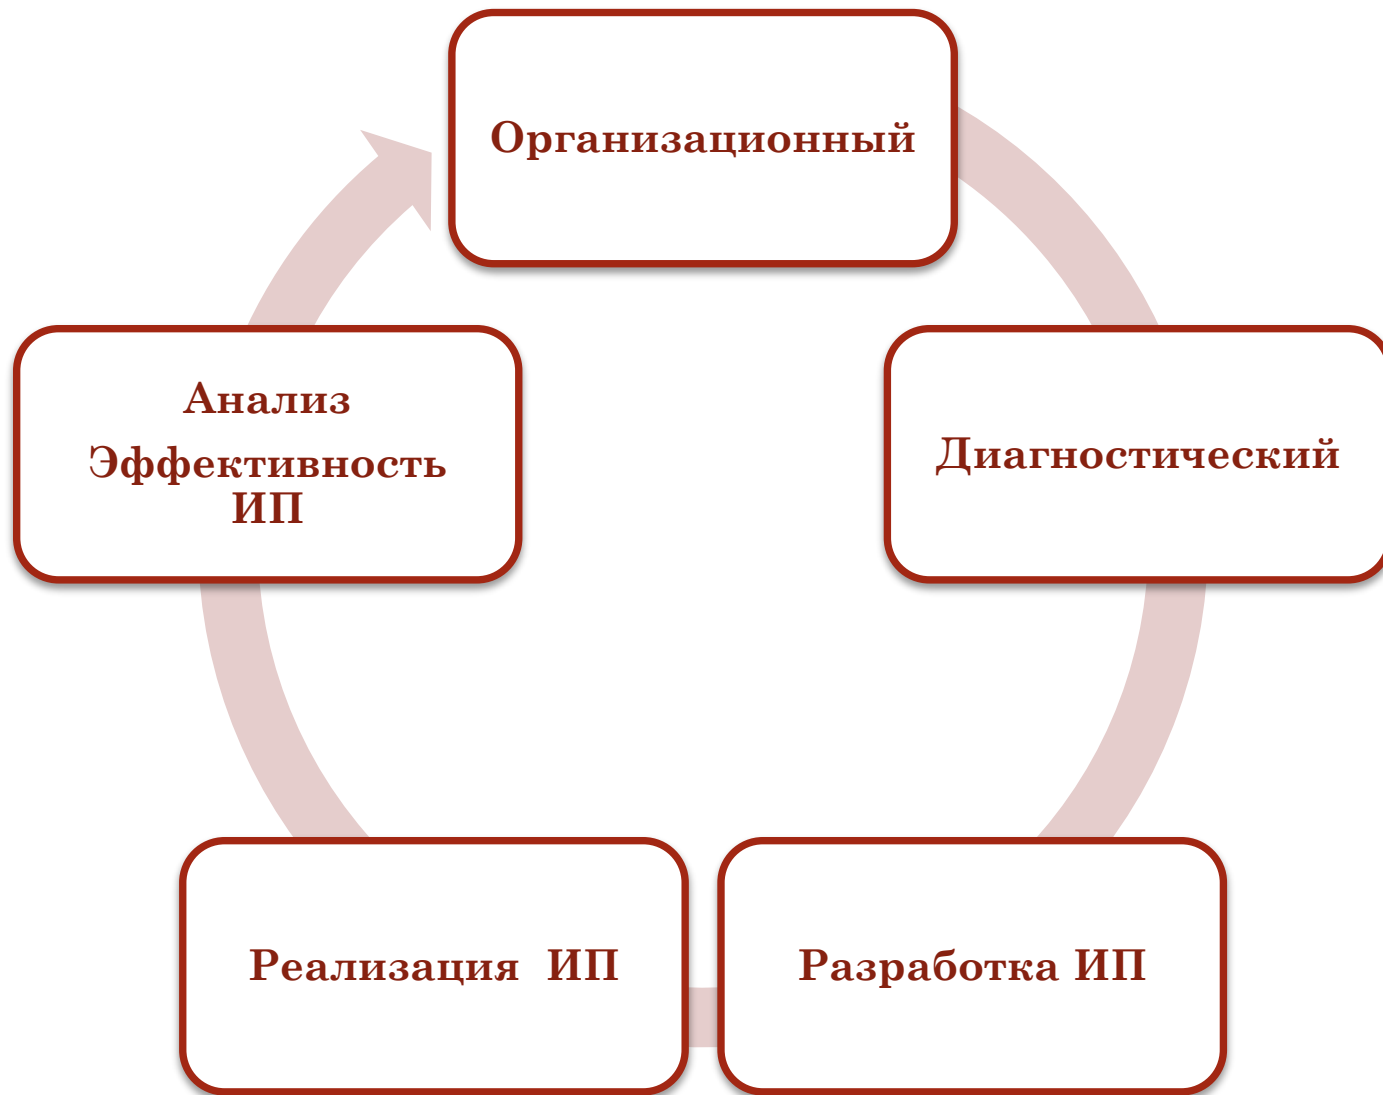 Организационный
Диагностический
Разработка ИП
Реализация ИП
Анализ
Эффективность
ИП